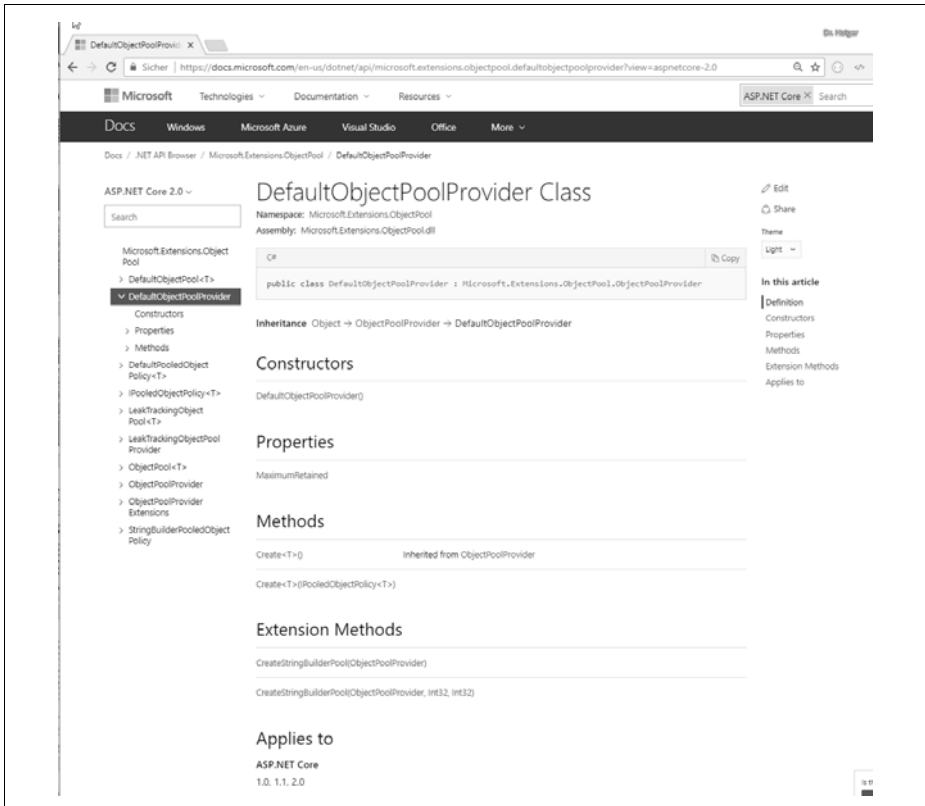 Dr. Holger
DefaultObjectPoolProvid
Sicher | https://docs.microsoft.com/en-us/dotnet/api/microsoft.extensions.objectpool.defaultobjectpoolprovider?view=aspnetcore-2.0
Microsoft Technologies Documentation Resources ASP.NET Core × Search
Docs Windows Microsoft Azure Visual Studio Office More
Docs / .NET API Browser / Microsoft.Extensions.ObjectPool / DefaultObjectPoolProvider
ASP.NET Core 2.0
Search
Microsoft.Extensions.Object
Pool
DefaultObjectPool<T>
DefaultObjectPoolProvider
Constructors
Properties
Methods
DefaultPooledObject
Policy<T>
IPooledObjectPolicy<T>
LeakTrackingObject
Pool<T>
LeakTrackingObjectPool
Provider
ObjectPool<T>
ObjectPoolProvider
ObjectPoolProvider
Extensions
StringBuilderPooledObject
Policy
DefaultObjectPoolProvider Class
Namespace: Microsoft.Extensions.ObjectPool
Assembly: Microsoft.Extensions.ObjectPool.dll
C# Copy
public class DefaultObjectPoolProvider : Microsoft.Extensions.ObjectPool.ObjectPoolProvider
Inheritance Object → ObjectPoolProvider → DefaultObjectPoolProvider
Constructors
DefaultObjectPoolProvider()
Properties
MaximumRetained
Methods
Create<T>() Inherited from ObjectPoolProvider
Create<T>(IPooledObjectPolicy<T>)
Extension Methods
CreateStringBuilderPool(ObjectPoolProvider)
CreateStringBuilderPool(ObjectPoolProvider, Int32, Int32)
Applies to
ASP.NET Core
1.0, 1.1, 2.0
Edit
Share
Theme
Light
In this article
Definition
Constructors
Properties
Methods
Extension Methods
Applies to